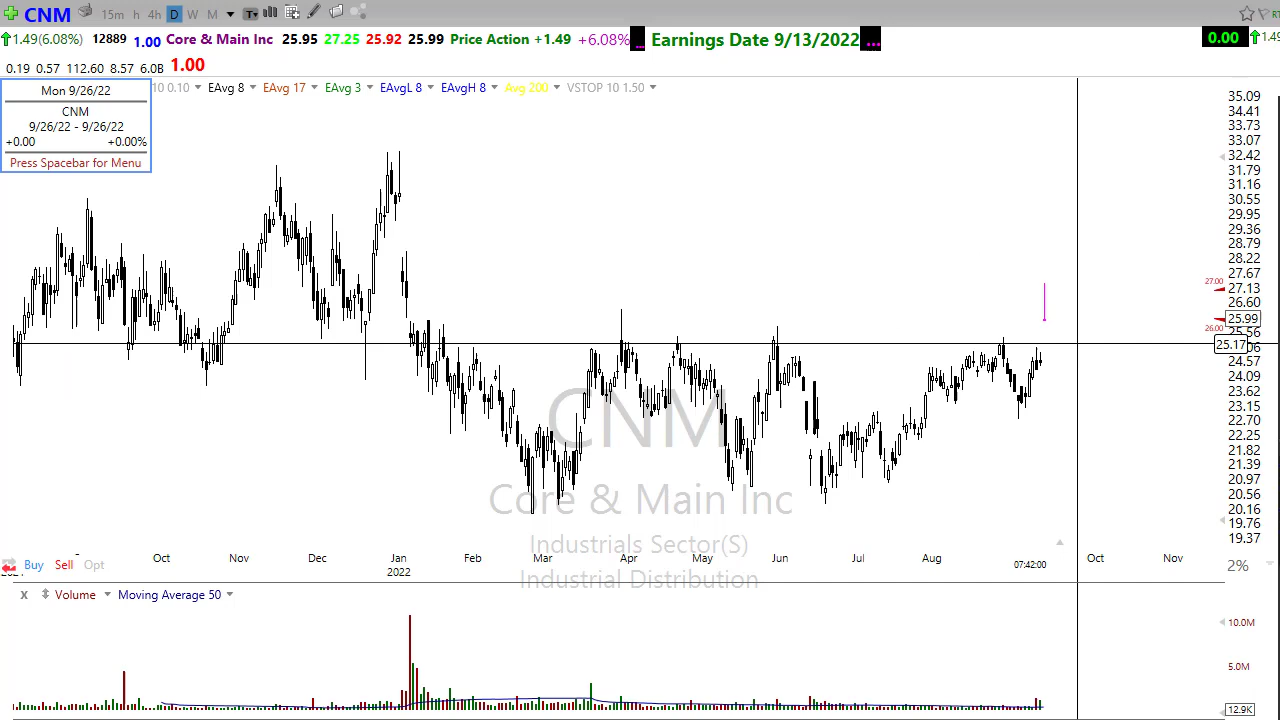 CNM 15m h 4h D W M T
1.49(6.08%) 12889 1.00 Core & Main Inc 25.95 27.25 25.92 25.99 Price Action +1.49 +6.08% ... Earnings Date 9/13/2022 ... 0.00
0.19 0.57 112.60 8.57 6.0B 1.00
10 0.10 EAvg 8 EAvg 17 EAvg 3 EAvgL 8 EAvgH 8 Avg 200 VSTOP 10 1.50
Mon 9/26/22
CNM
9/26/22 - 9/26/22
+0.00 +0.00%
Press Spacebar for Menu
35.09
34.41
33.73
33.07
32.42
31.79
31.16
30.55
29.95
29.36
28.79
28.22
27.67
27.00
27.13
26.60
25.99
26.00
25.56
25.17
24.57
24.09
23.62
23.15
22.70
22.25
21.82
21.39
20.97
20.56
20.16
19.76
19.37
CNM
Core & Main Inc
Industrials Sector(S)
Industrial Distribution
Oct Nov Dec Jan Feb Mar Apr May Jun Jul Aug Oct Nov
2022
07:42:00
2%
Buy Sell Opt
x Volume Moving Average 50
10.0M
5.0M
12.9K